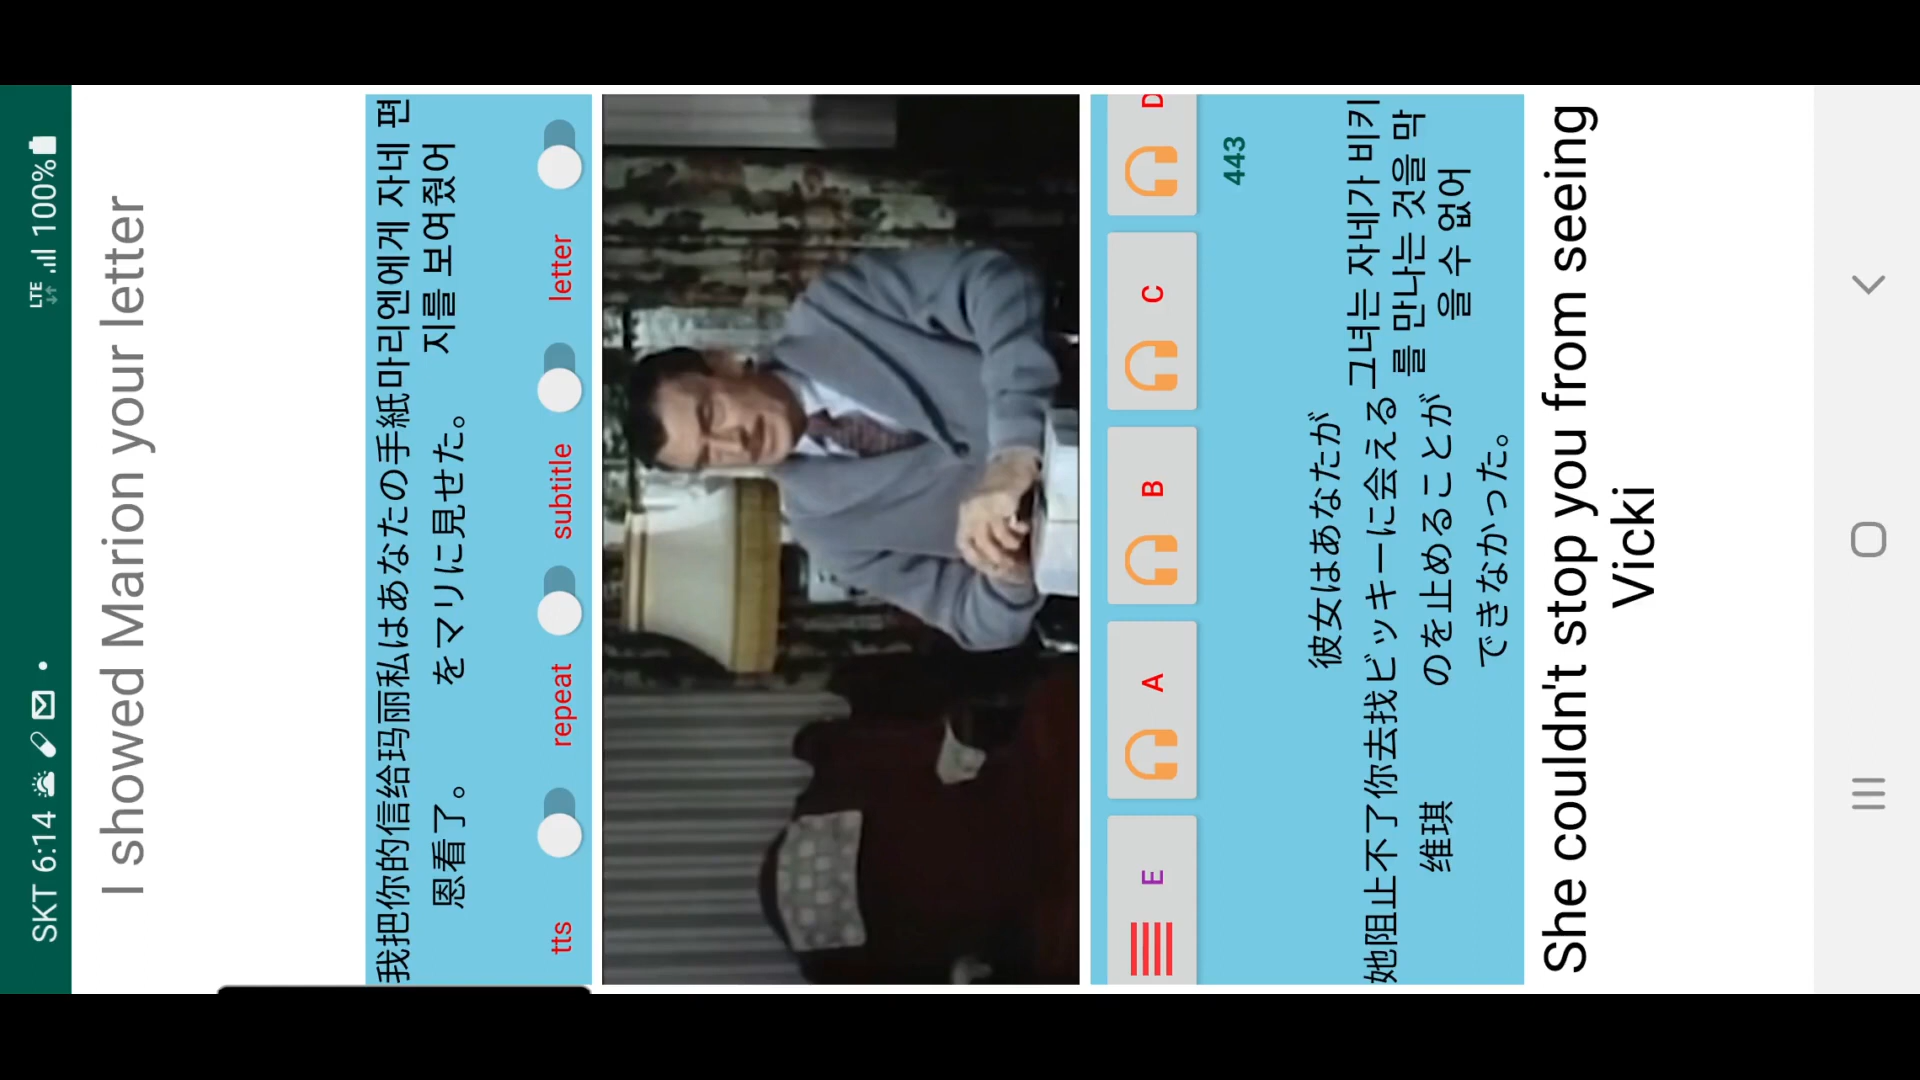 SKT 6:14 LTE 100%
I showed Marion your letter
我把你的信给玛丽
恩看了。
私はあなたの手紙
をマリに見せた。
마리엔에게 자네 편
지를 보여줬어
tts repeat subtitle letter
E A B C D
443
她阻止不了你去找
维琪
彼女はあなたが
ビッキーに会える
のを止めることが
できなかった。
그녀는 자네가 비키
를 만나는 것을 막
을 수 없어
She couldn't stop you from seeing
Vicki